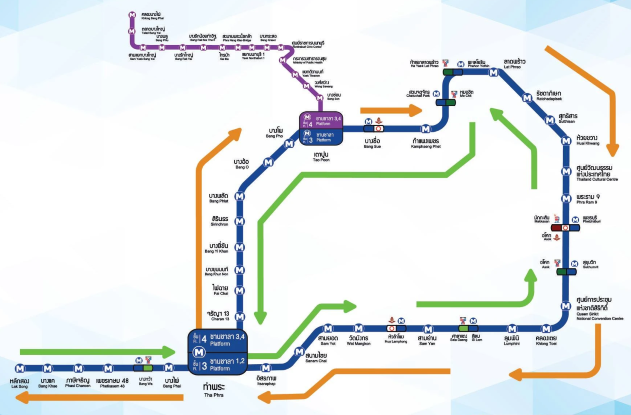 คลองบางไผ่
Khlong Bang Phai
ตลาดบางใหญ่
Talad Bang Yai
สามแยกบางใหญ่
Sam Yaek Bang Yai
บางพลู
Bang Phlu
บางรักใหญ่
Bang Rak Yai
บางรักน้อยท่าอิฐ
Bang Rak Noi Tha It
ไทรม้า
Sai Ma
สะพานพระนั่งเกล้า
Phra Nang Klao Bridge
แยกนนทบุรี 1
Yaek Nonthaburi 1
บางกระสอ
Bang Krasor
ศูนย์ราชการนนทบุรี
Nonthaburi Civic Center
กระทรวงสาธารณสุข
Ministry of Public Health
แยกติวานนท์
Yaek Tiwanon
วงศ์สว่าง
Wong Sawang
บางซ่อน
Bang Son
ชั้น 4
ชานชาลา 3,4
Platform
ชั้น 3
ชานชาลา
Platform
เตาปูน
Tao Poon
บางซื่อ
Bang Sue
กำแพงเพชร
Kamphaeng Phet
สวนจตุจักร
Chatuchak Park
หมอชิต
Mo Chit
ห้าแยกลาดพร้าว
Ha Yaek Lat Phrao
พหลโยธิน
Phahon Yothin
ลาดพร้าว
Lat Phrao
รัชดาภิเษก
Ratchadaphisek
สุทธิสาร
Sutthisan
ห้วยขวาง
Huai Khwang
ศูนย์วัฒนธรรม
แห่งประเทศไทย
Thailand Cultural Centre
พระราม ๙
Phra Ram 9
มักกะสัน
Makkasan
เพชรบุรี
Phetchaburi
อโศก
Asok
อโศก
Asok
สุขุมวิท
Sukhumvit
ศูนย์การประชุม
แห่งชาติสิริกิติ์
Queen Sirikit
National Convention Centre
คลองเตย
Khlong Toei
ลุมพินี
Lumphini
สีลม
Si Lom
ศาลาแดง
Sala Daeng
สามย่าน
Sam Yan
หัวลำโพง
Hua Lamphong
วัดมังกร
Wat Mangkon
สามยอด
Sam Yot
สนามไชย
Sanam Chai
อิสรภาพ
Itsaraphap
บางโพ
Bang Pho
บางอ้อ
Bang O
บางพลัด
Bang Phlat
สิรินธร
Sirindhorn
บางยี่ขัน
Bang Yi Khan
บางขุนนนท์
Bang Khun Non
ไฟฉาย
Fai Chai
จรัญฯ 13
Charan 13
ชั้น 4
ชานชาลา 3,4
Platform
ชั้น 3
ชานชาลา 1,2
Platform
ท่าพระ
Tha Phra
บางไผ่
Bang Phai
บางหว้า
Bang Wa
เพชรเกษม 48
Phetkasem 48
ภาษีเจริญ
Phasi Charoen
บางแค
Bang Khae
หลักสอง
Lak Song